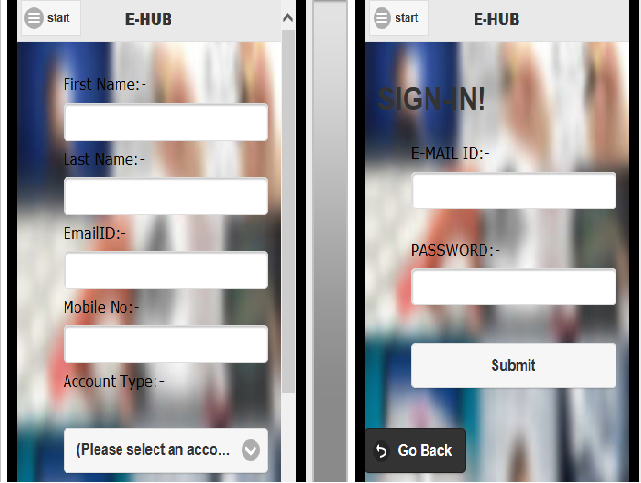 start
E-HUB
First Name:-
Last Name:-
EmailID:-
Mobile No:-
Account Type:-
(Please select an acco...
start
E-HUB
SIGN-IN!
E-MAIL ID:-
PASSWORD:-
Submit
Go Back